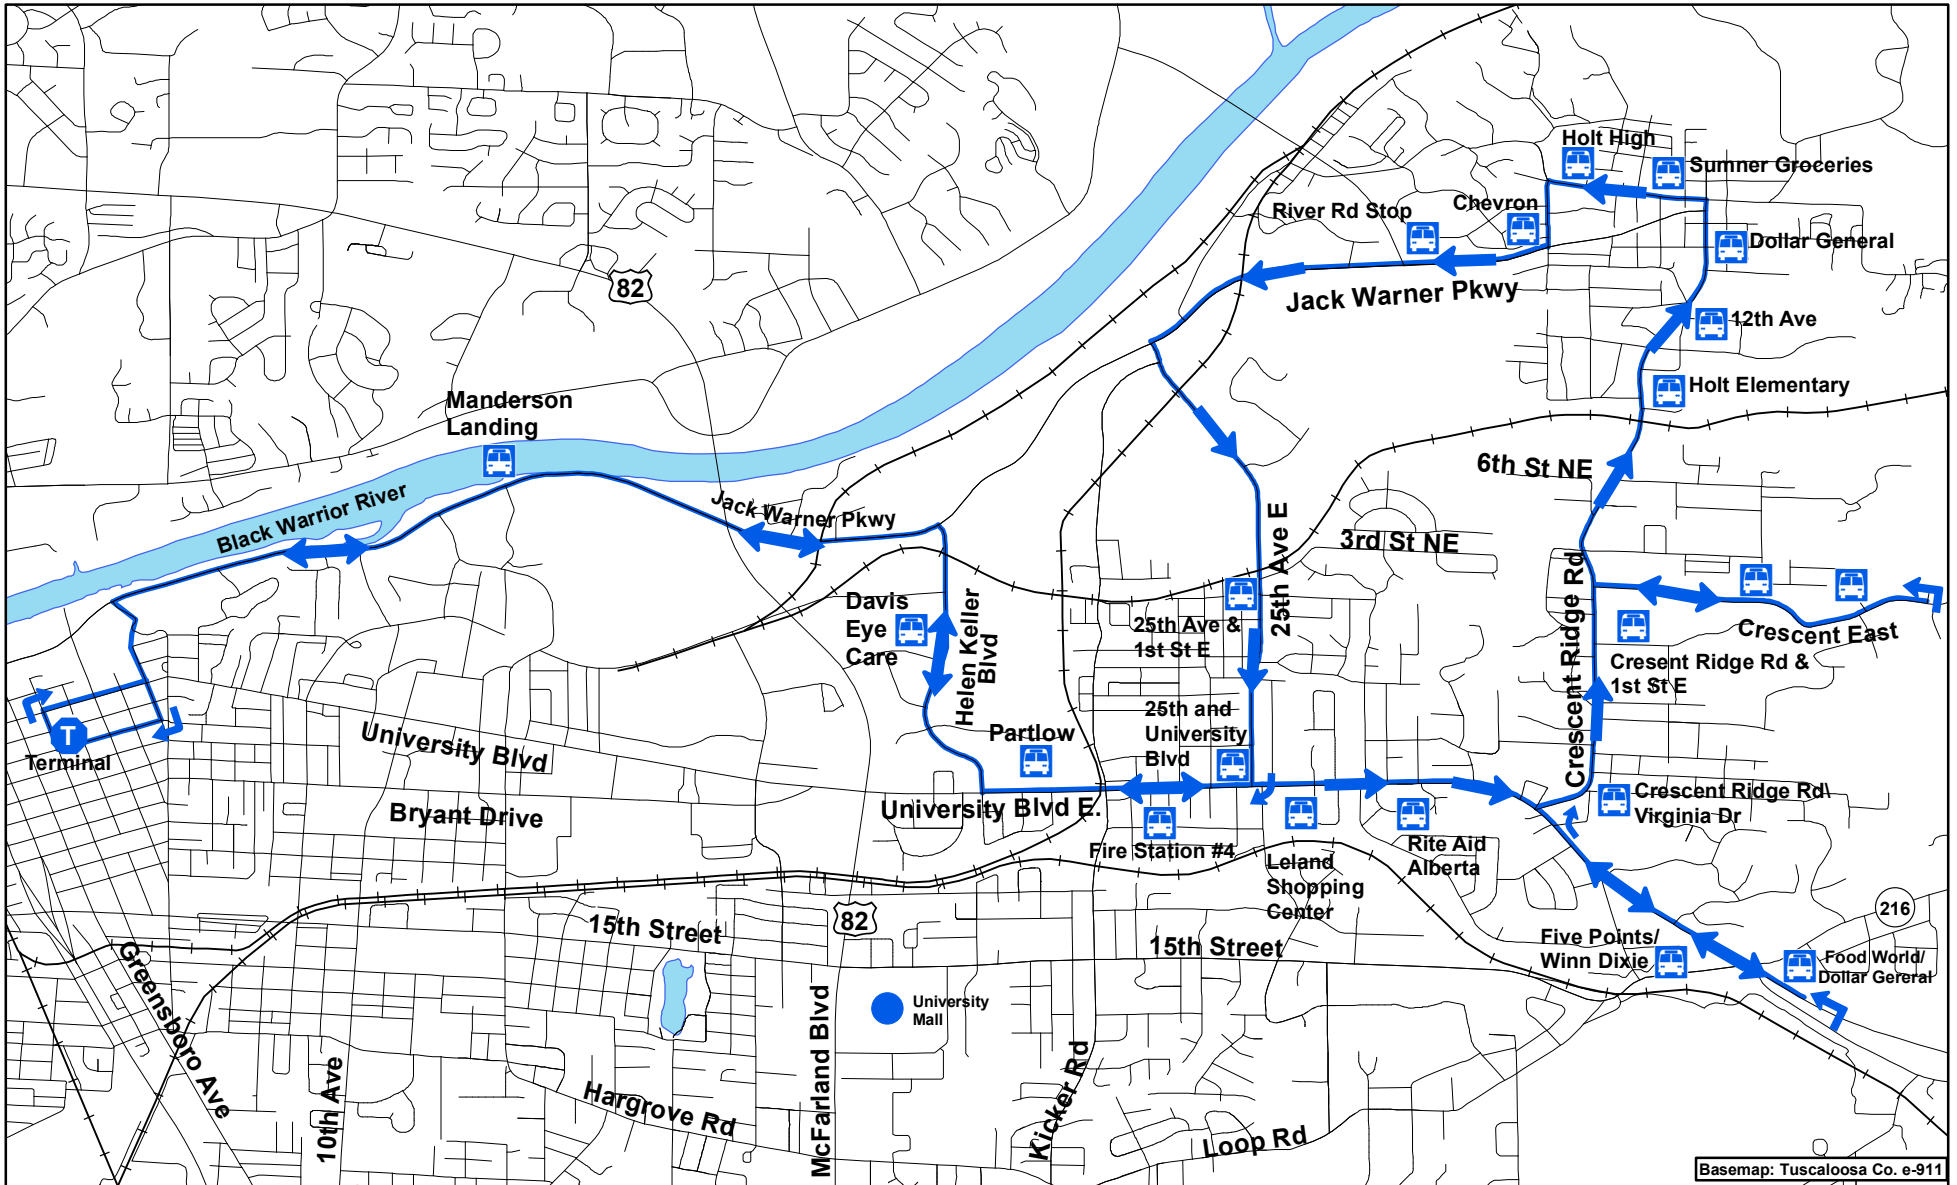 Holt High
Sumner Groceries
Chevron
River Rd Stop
Dollar General
82
Jack Warner Pkwy
12th Ave
Holt Elementary
Manderson
Landing
6th St NE
Black Warrior River
Jack Warner Pkwy
25th Ave E
3rd St NE
Crescent Ridge Rd
Davis
Eye
Care
Helen Keller
Blvd
25th Ave &
1st St E
Crescent East
Cresent Ridge Rd &
1st St E
25th and
University
Blvd
T
Terminal
University Blvd
Partlow
Bryant Drive
University Blvd E.
Crescent Ridge Rd\
Virginia Dr
Fire Station #4
Leland
Shopping
Center
Rite Aid
Alberta
216
82
15th Street
15th Street
Five Points/
Winn Dixie
Food World/
Dollar Gereral
Greensboro Ave
University
Mall
McFarland Blvd
10th Ave
Hargrove Rd
Kicker Rd
Loop Rd
Basemap: Tuscaloosa Co. e-911